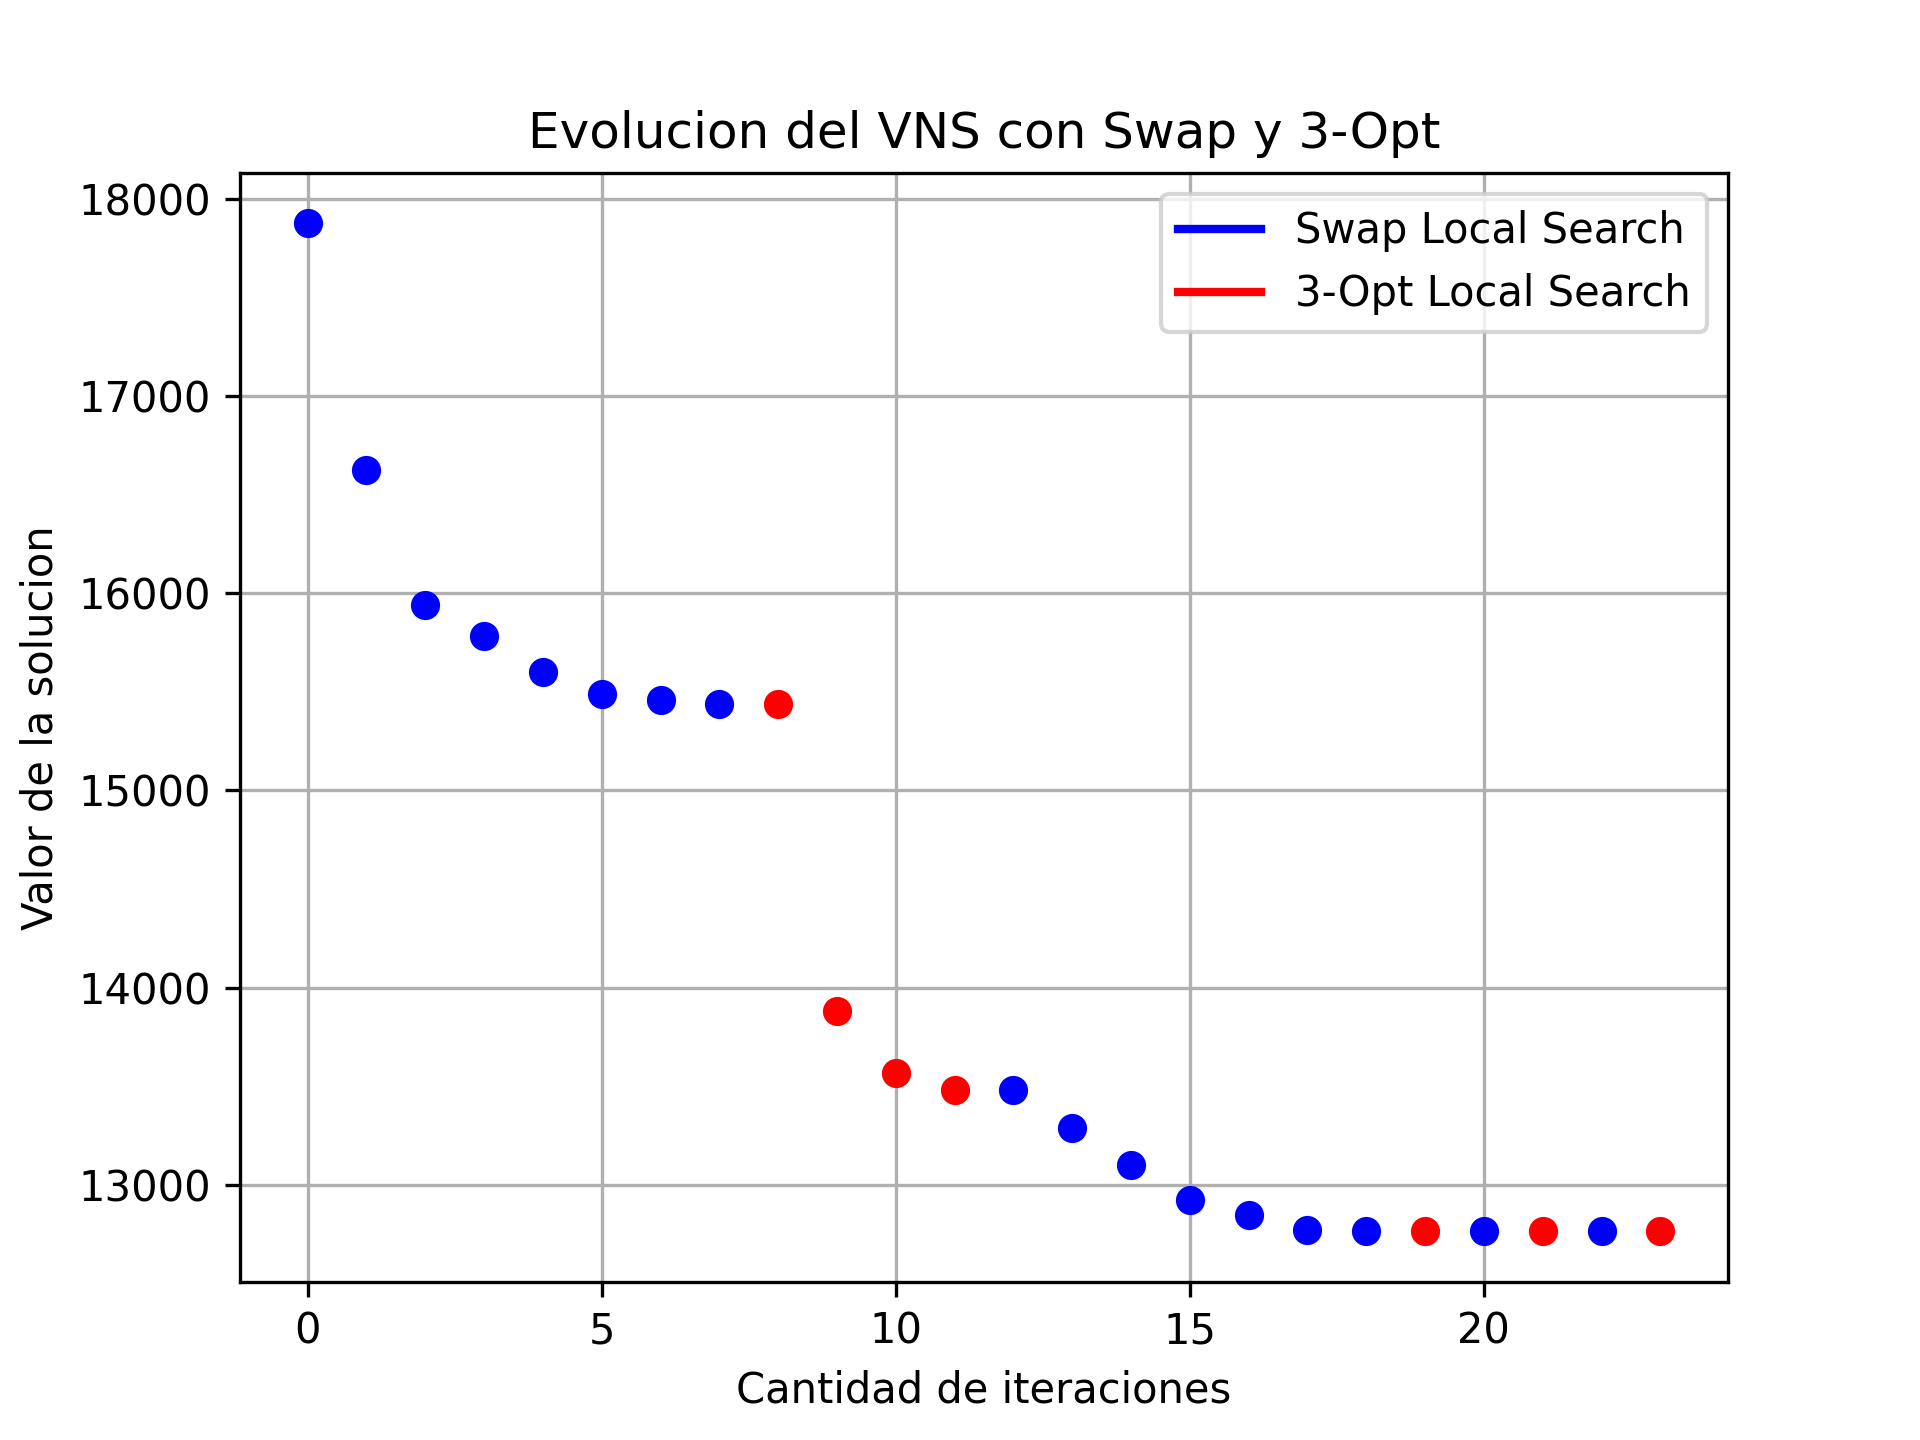 Evolucion del VNS con Swap y 3-Opt
Swap Local Search
3-Opt Local Search
Valor de la solucion
18000
17000
16000
15000
14000
13000
0 5 10 15 20
Cantidad de iteraciones